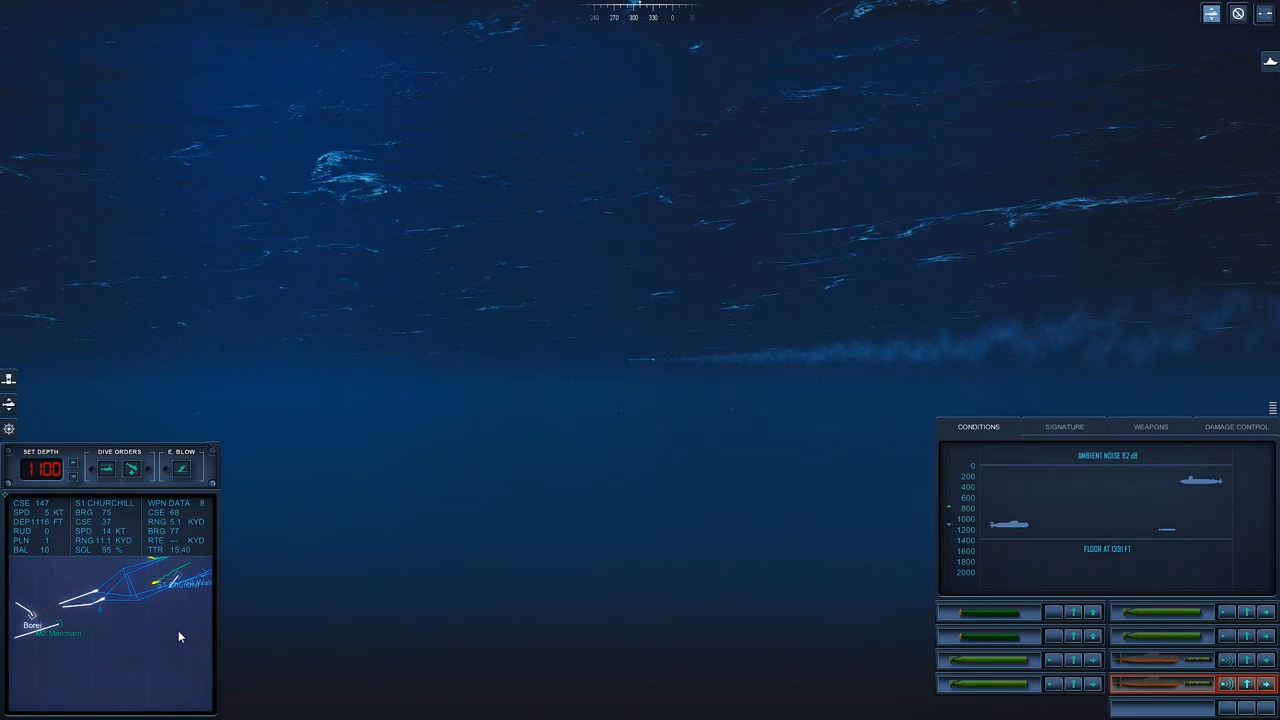 240 270 300 330 0 30
SET DEPTH DIVE ORDERS E. BLOW
1100
CSE 147 S1 CHURCHILL WPN DATA 8
SPD 5 KT BRG 75 CSE 68
DEP1116 FT CSE 37 RNG 5.1 KYD
RUD 0 SPD 14 KT BRG 77
PLN 1 RNG 11.1 KYD RTE --- KYD
BAL 10 SOL 95 % TTR 15:40
8
Borei
M2 Merchant
CONDITIONS SIGNATURE WEAPONS DAMAGE CONTROL
AMBIENT NOISE 82 dB
0
200
400
600
800
1000
1200
1400
1600
1800
2000
FLOOR AT 1391 FT